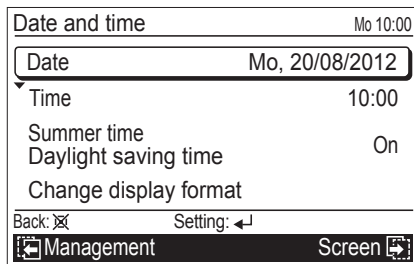 Date and time Mo 10:00
Date Mo, 20/08/2012
Time 10:00
Summer time
Daylight saving time On
Change display format
Back: Setting:
Management Screen